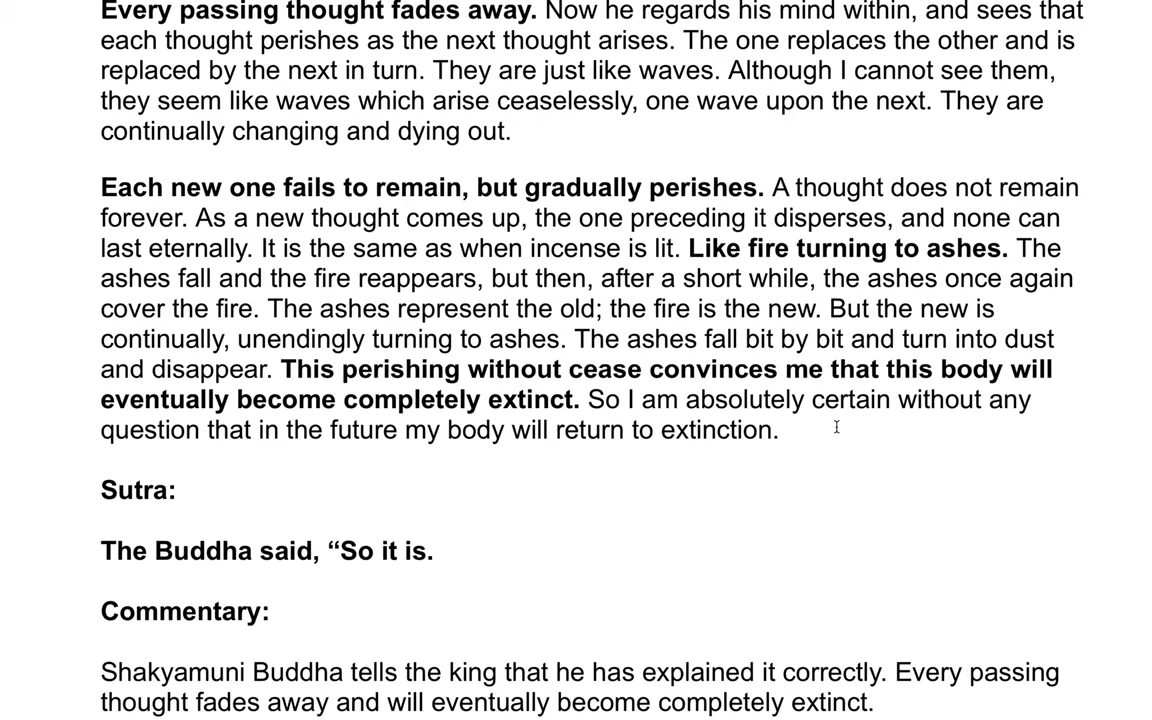 Every passing thought fades away. Now he regards his mind within, and sees that
each thought perishes as the next thought arises. The one replaces the other and is
replaced by the next in turn. They are just like waves. Although I cannot see them,
they seem like waves which arise ceaselessly, one wave upon the next. They are
continually changing and dying out.
Each new one fails to remain, but gradually perishes. A thought does not remain
forever. As a new thought comes up, the one preceding it disperses, and none can
last eternally. It is the same as when incense is lit. Like fire turning to ashes. The
ashes fall and the fire reappears, but then, after a short while, the ashes once again
cover the fire. The ashes represent the old; the fire is the new. But the new is
continually, unendingly turning to ashes. The ashes fall bit by bit and turn into dust
and disappear. This perishing without cease convinces me that this body will
eventually become completely extinct. So I am absolutely certain without any
question that in the future my body will return to extinction.
Sutra:
The Buddha said, “So it is.
Commentary:
Shakyamuni Buddha tells the king that he has explained it correctly. Every passing
thought fades away and will eventually become completely extinct.